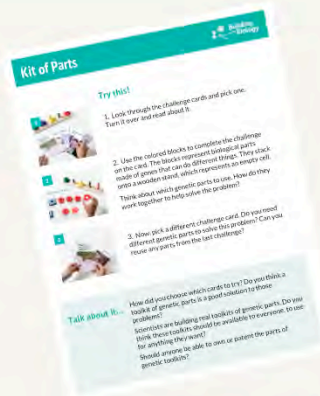 Building
with Biology
Kit of Parts
Try this!
1. Look through the challenge cards and pick one.
Turn it over and read about it.
2. Use the colored blocks to complete the challenge
on the card. The blocks represent biological parts
made of genes that can do different things. They stack
onto a wooden stand, which represents an empty cell.
Think about which genetic parts to use. How do they
work together to help solve the problem?
3. Now, pick a different challenge card. Do you need
different genetic parts to solve this problem? Can you
reuse any parts from the last challenge?
Talk about it...
How did you choose which cards to try? Do you think a
toolkit of genetic parts is a good solution to those
problems?
Scientists are building real toolkits of genetic parts. Do you
think these toolkits should be available to everyone, to use
for anything they want?
Should anyone be able to own or patent the parts of
genetic toolkits?